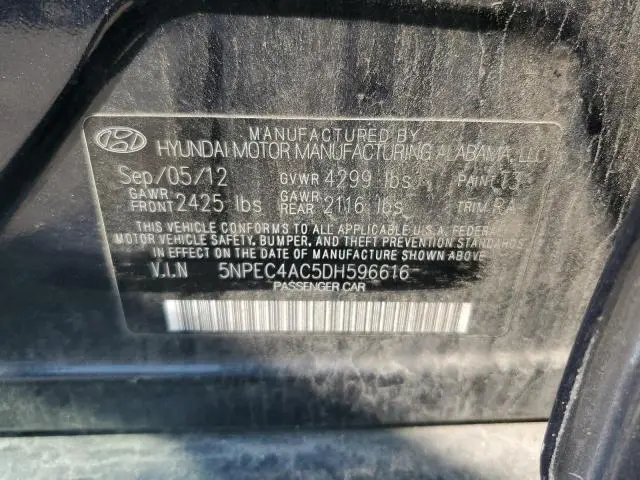 MANUFACTURED BY
HYUNDAI MOTOR MANUFACTURING ALABAMA, LLC
Sep/05/12 GVWR 4299 lbs PAINT
GAWR FRONT 2425 lbs GAWR REAR 2116 lbs TRIM RA
THIS VEHICLE CONFORMS TO ALL APPLICABLE U.S.A. FEDERAL
MOTOR VEHICLE SAFETY, BUMPER, AND THEFT PREVENTION STANDARDS
IN EFFECT ON THE DATE OF MANUFACTURE SHOWN ABOVE
V.I.N 5NPEC4AC5DH596616
PASSENGER CAR